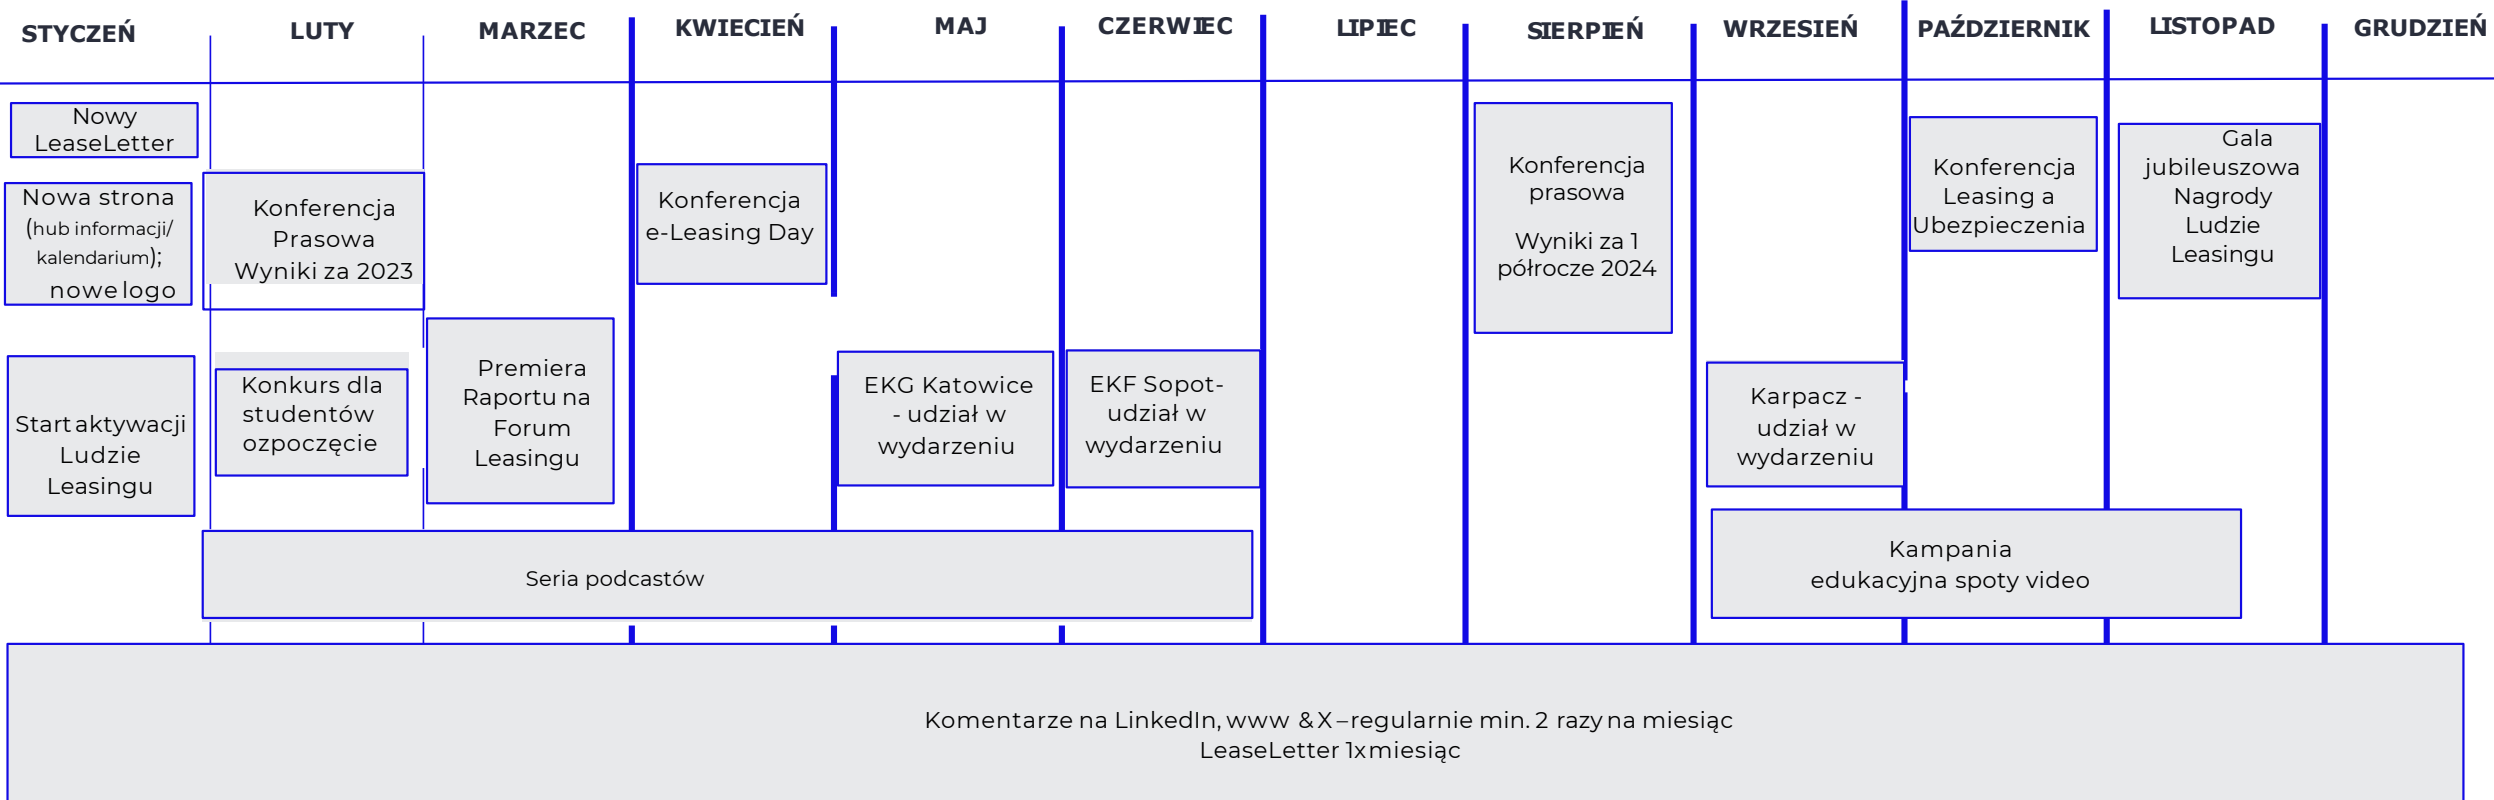 STYCZEŃ
LUTY
MARZEC
KWIECIEŃ
MAJ
CZERWIEC
LIPIEC
SIERPIEŃ
WRZESIEŃ
PAŹDZIERNIK
LISTOPAD
GRUDZIEŃ
Nowy
LeaseLetter
Nowa strona
(hub informacji/
kalendarium);
nowe logo
Start aktywacji
Ludzie
Leasingu
Konferencja
Prasowa
Wyniki za 2023
Konkurs dla
studentów
ozpoczęcie
Premiera
Raportu na
Forum
Leasingu
Konferencja
e-Leasing Day
EKG Katowice
- udział w
wydarzeniu
EKF Sopot-
udział w
wydarzeniu
Konferencja
prasowa
Wyniki za 1
półrocze 2024
Karpacz -
udział w
wydarzeniu
Konferencja
Leasing a
Ubezpieczenia
Gala
jubileuszowa
Nagrody
Ludzie
Leasingu
Seria podcastów
Kampania
edukacyjna spoty video
Komentarze na LinkedIn, www & X – regularnie min. 2 razy na miesiąc
LeaseLetter 1x miesiąc